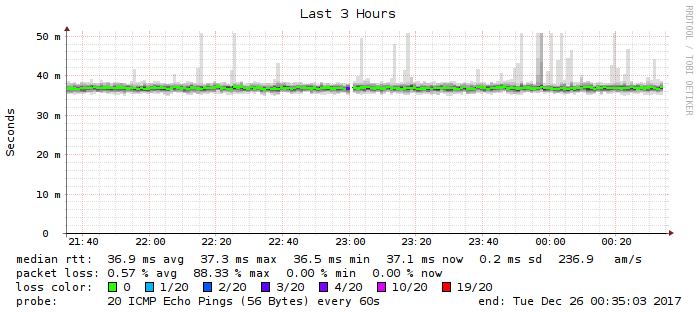 Last 3 Hours
RRDTOOL / TOBI OETIKER
Seconds
50 m
40 m
30 m
20 m
10 m
0
21:40 22:00 22:20 22:40 23:00 23:20 23:40 00:00 00:20
median rtt: 36.9 ms avg 37.3 ms max 36.5 ms min 37.1 ms now 0.2 ms sd 236.9 am/s
packet loss: 0.57 % avg 88.33 % max 0.00 % min 0.00 % now
loss color: 0 1/20 2/20 3/20 4/20 10/20 19/20
probe: 20 ICMP Echo Pings (56 Bytes) every 60s end: Tue Dec 26 00:35:03 2017